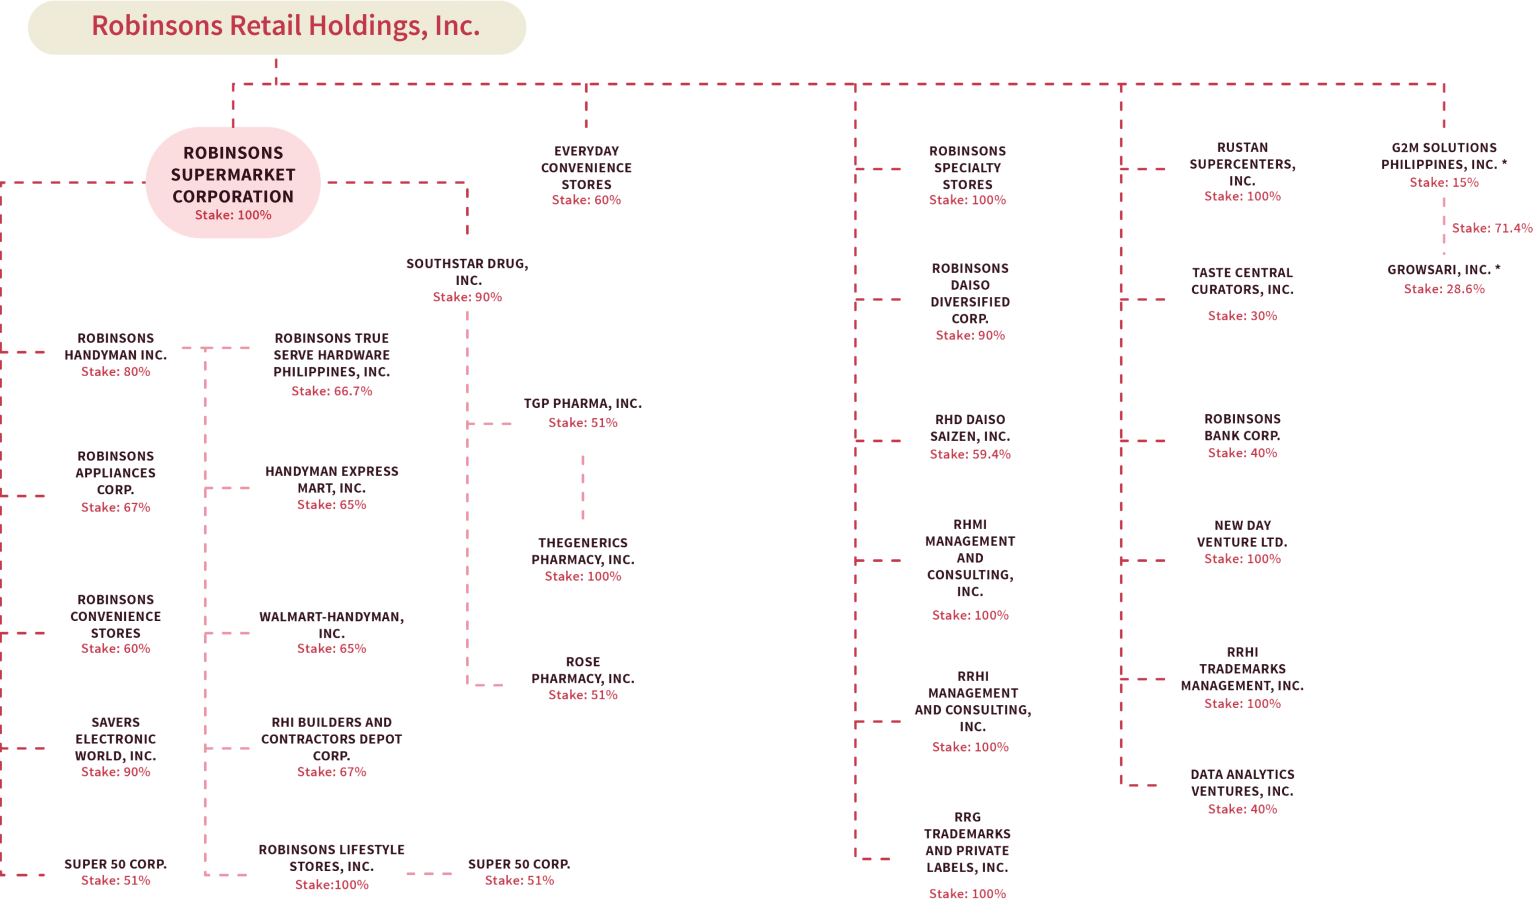 Robinsons Retail Holdings, Inc.
ROBINSONS
SUPERMARKET
CORPORATION
Stake: 100%
ROBINSONS
HANDYMAN INC.
Stake: 80%
ROBINSONS
APPLIANCES
CORP.
Stake: 67%
ROBINSONS
CONVENIENCE
STORES
Stake: 60%
SAVERS
ELECTRONIC
WORLD, INC.
Stake: 90%
SUPER 50 CORP.
Stake: 51%
ROBINSONS TRUE
SERVE HARDWARE
PHILIPPINES, INC.
Stake: 66.7%
HANDYMAN EXPRESS
MART, INC.
Stake: 65%
WALMART-HANDYMAN,
INC.
Stake: 65%
RHI BUILDERS AND
CONTRACTORS DEPOT
CORP.
Stake: 67%
ROBINSONS LIFESTYLE
STORES, INC.
Stake:100%
SUPER 50 CORP.
Stake: 51%
SOUTHSTAR DRUG,
INC.
Stake: 90%
TGP PHARMA, INC.
Stake: 51%
THEGENERICS
PHARMACY, INC.
Stake: 100%
ROSE
PHARMACY, INC.
Stake: 51%
EVERYDAY
CONVENIENCE
STORES
Stake: 60%
ROBINSONS
SPECIALTY
STORES
Stake: 100%
ROBINSONS
DAISO
DIVERSIFIED
CORP.
Stake: 90%
RHD DAISO
SAIZEN, INC.
Stake: 59.4%
RHMI
MANAGEMENT
AND
CONSULTING,
INC.
Stake: 100%
RRHI
MANAGEMENT
AND CONSULTING,
INC.
Stake: 100%
RRG
TRADEMARKS
AND PRIVATE
LABELS, INC.
Stake: 100%
RUSTAN
SUPERCENTERS,
INC.
Stake: 100%
TASTE CENTRAL
CURATORS, INC.
Stake: 30%
ROBINSONS
BANK CORP.
Stake: 40%
NEW DAY
VENTURE LTD.
Stake: 100%
RRHI
TRADEMARKS
MANAGEMENT, INC.
Stake: 100%
DATA ANALYTICS
VENTURES, INC.
Stake: 40%
G2M SOLUTIONS
PHILIPPINES, INC. *
Stake: 15%
Stake: 71.4%
GROWSARI, INC. *
Stake: 28.6%